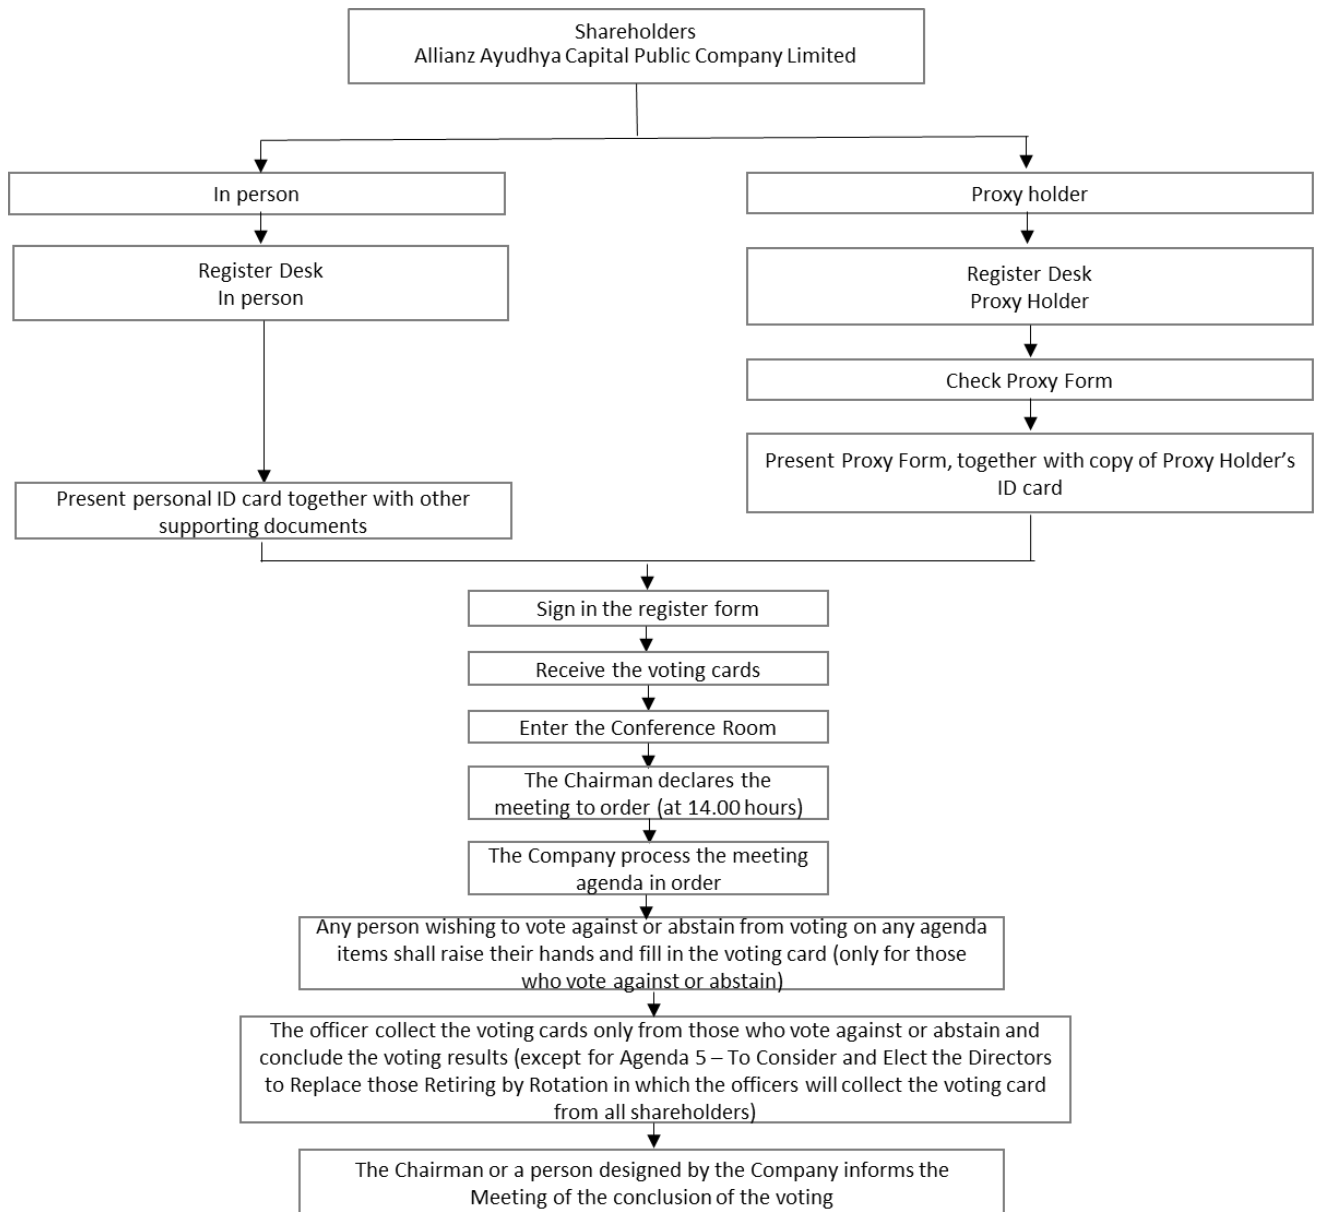 Shareholders
Allianz Ayudhya Capital Public Company Limited
In person
Proxy holder
Register Desk
In person
Register Desk
Proxy Holder
Check Proxy Form
Present Proxy Form, together with copy of Proxy Holder’s
ID card
Present personal ID card together with other
supporting documents
Sign in the register form
Receive the voting cards
Enter the Conference Room
The Chairman declares the
meeting to order (at 14.00 hours)
The Company process the meeting
agenda in order
Any person wishing to vote against or abstain from voting on any agenda
items shall raise their hands and fill in the voting card (only for those
who vote against or abstain)
The officer collect the voting cards only from those who vote against or abstain and
conclude the voting results (except for Agenda 5 – To Consider and Elect the Directors
to Replace those Retiring by Rotation in which the officers will collect the voting card
from all shareholders)
The Chairman or a person designed by the Company informs the
Meeting of the conclusion of the voting